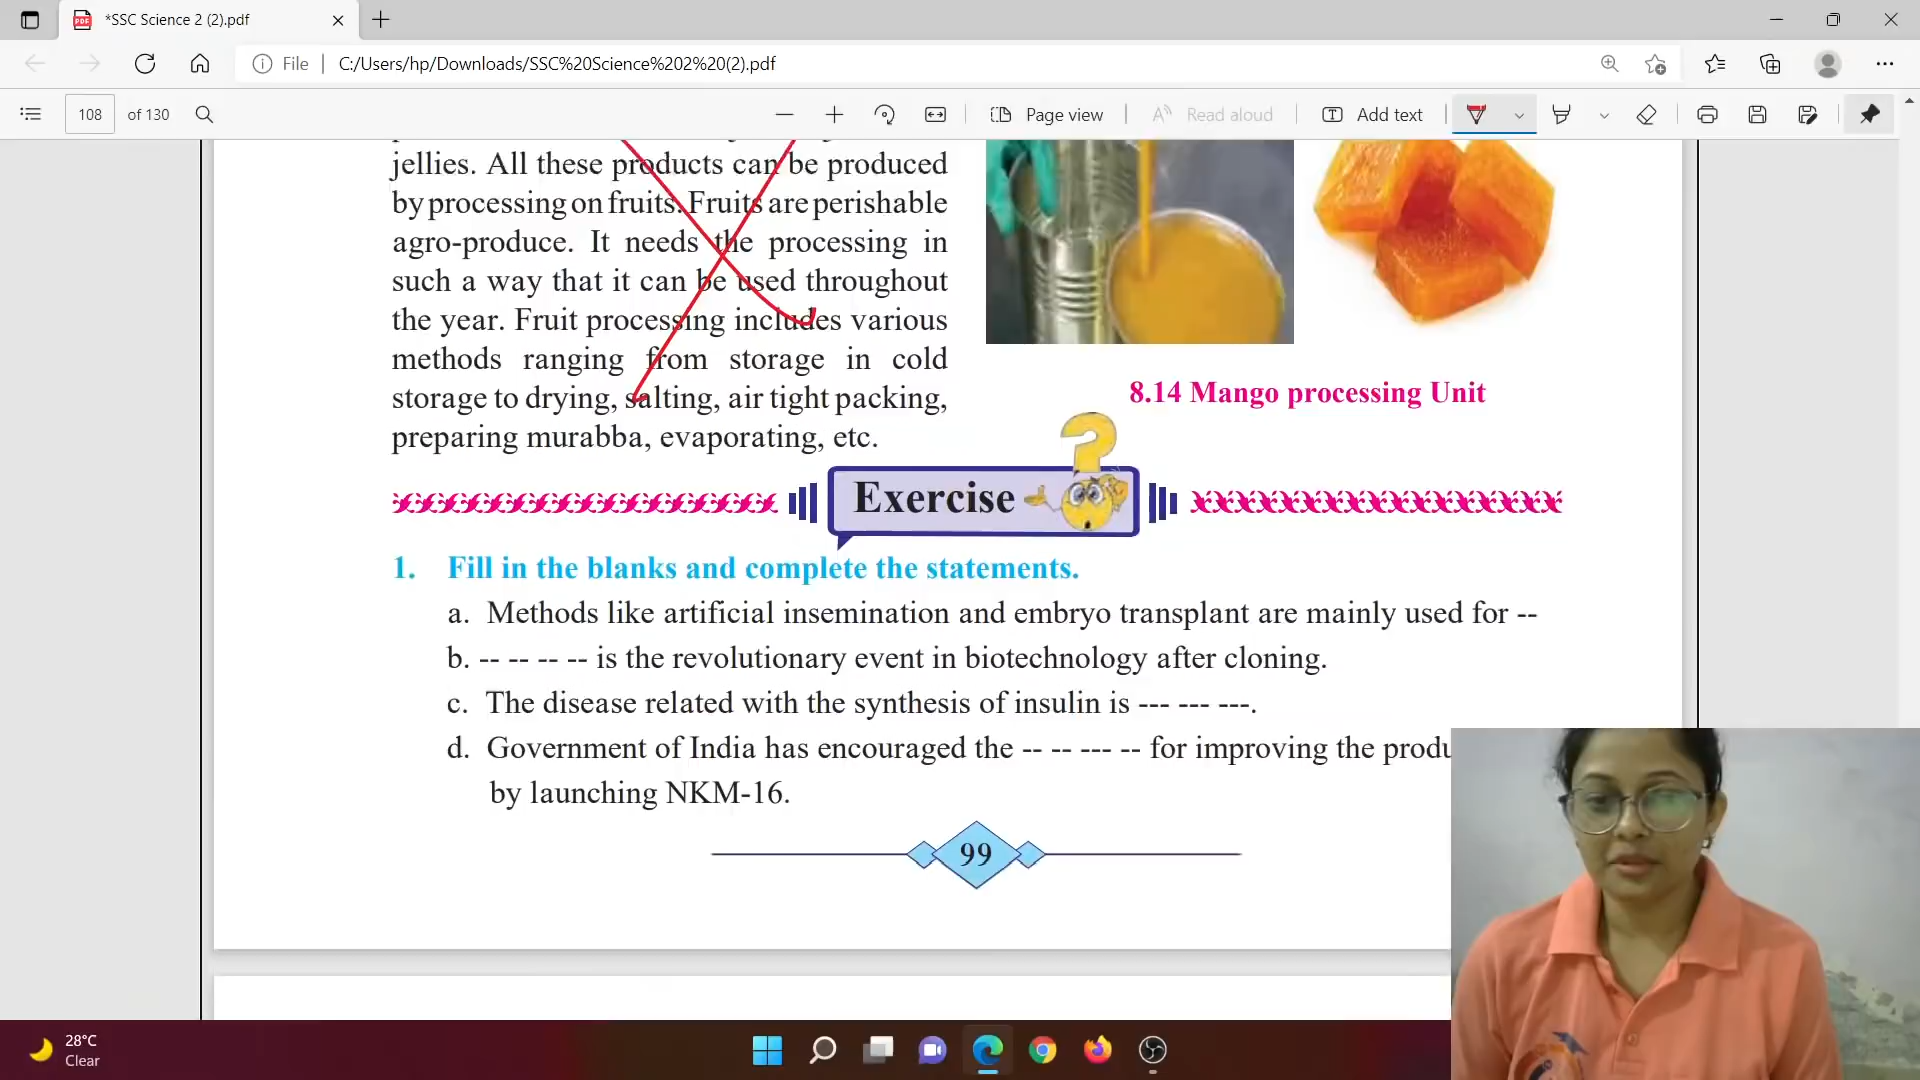 *SSC Science 2 (2).pdf
File
C:/Users/hp/Downloads/SSC%20Science%202%20(2).pdf
108 of 130
Page view
Read aloud
Add text
jellies. All these products can be produced
by processing on fruits. Fruits are perishable
agro-produce. It needs the processing in
such a way that it can be used throughout
the year. Fruit processing includes various
methods ranging from storage in cold
storage to drying, salting, air tight packing,
preparing murabba, evaporating, etc.
8.14 Mango processing Unit
Exercise
1. Fill in the blanks and complete the statements.
a. Methods like artificial insemination and embryo transplant are mainly used for --
b. -- -- -- -- is the revolutionary event in biotechnology after cloning.
c. The disease related with the synthesis of insulin is --- --- ---.
d. Government of India has encouraged the -- -- --- -- for improving the produ
by launching NKM-16.
99
28°C
Clear